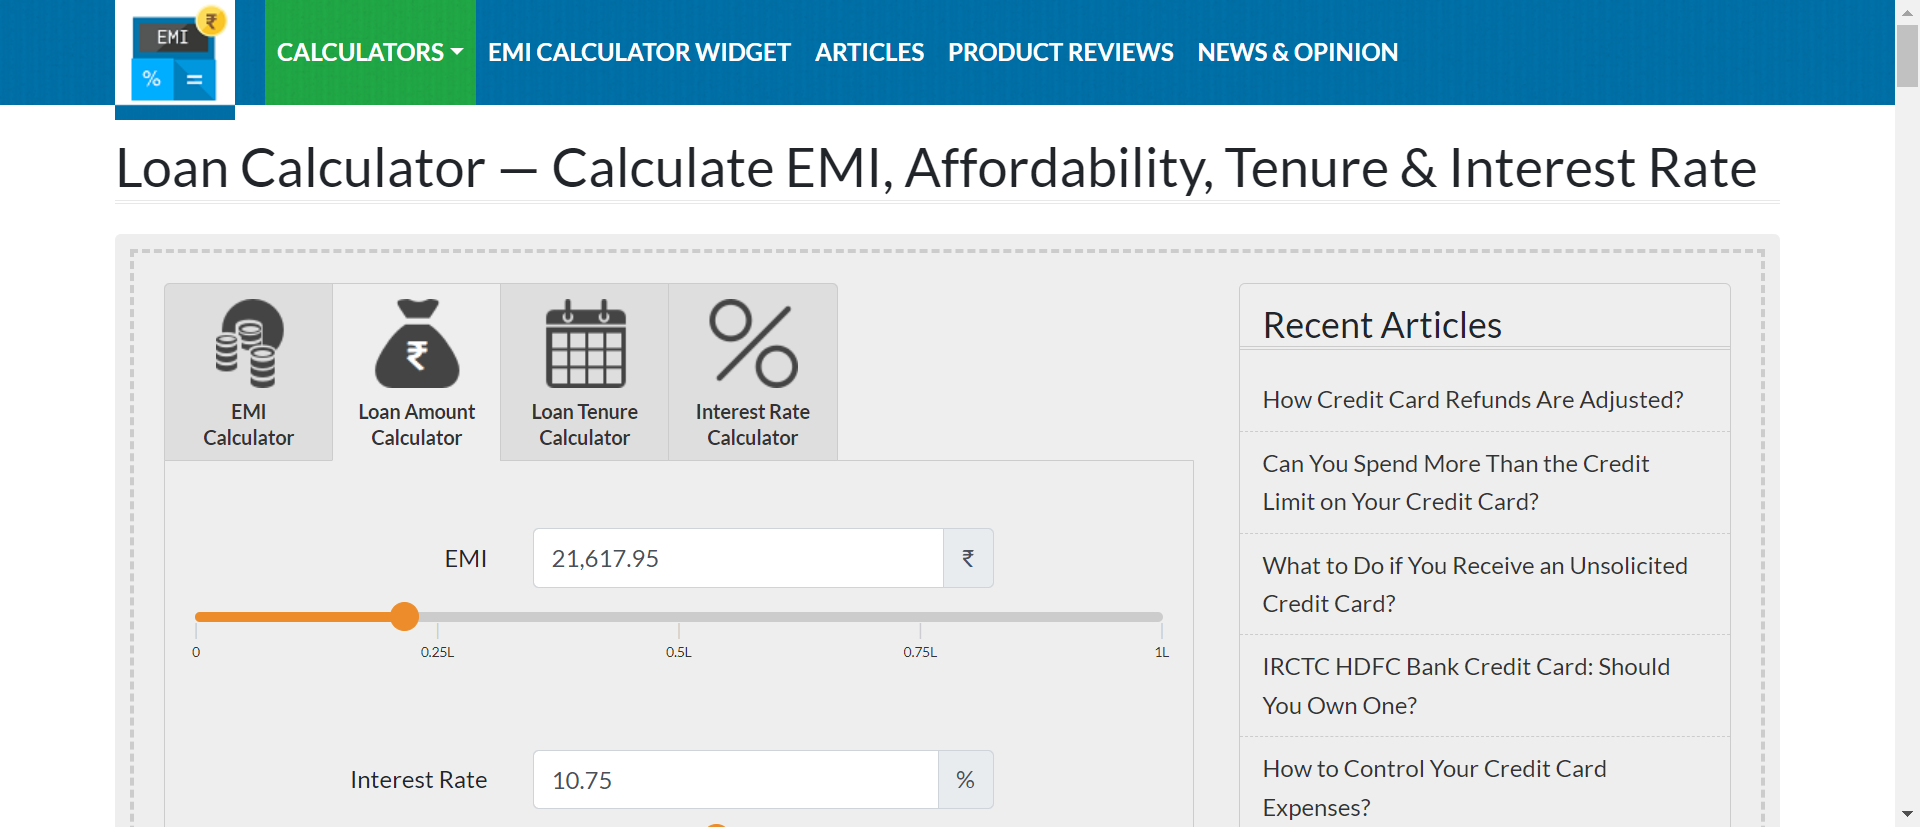 EMI
₹
%
=
CALCULATORS
EMI CALCULATOR WIDGET
ARTICLES
PRODUCT REVIEWS
NEWS & OPINION
Loan Calculator — Calculate EMI, Affordability, Tenure & Interest Rate
EMI
Calculator
₹
Loan Amount
Calculator
Loan Tenure
Calculator
Interest Rate
Calculator
EMI
21,617.95
₹
0
0.25L
0.5L
0.75L
1L
Interest Rate
10.75
%
Recent Articles
How Credit Card Refunds Are Adjusted?
Can You Spend More Than the Credit
Limit on Your Credit Card?
What to Do if You Receive an Unsolicited
Credit Card?
IRCTC HDFC Bank Credit Card: Should
You Own One?
How to Control Your Credit Card
Expenses?